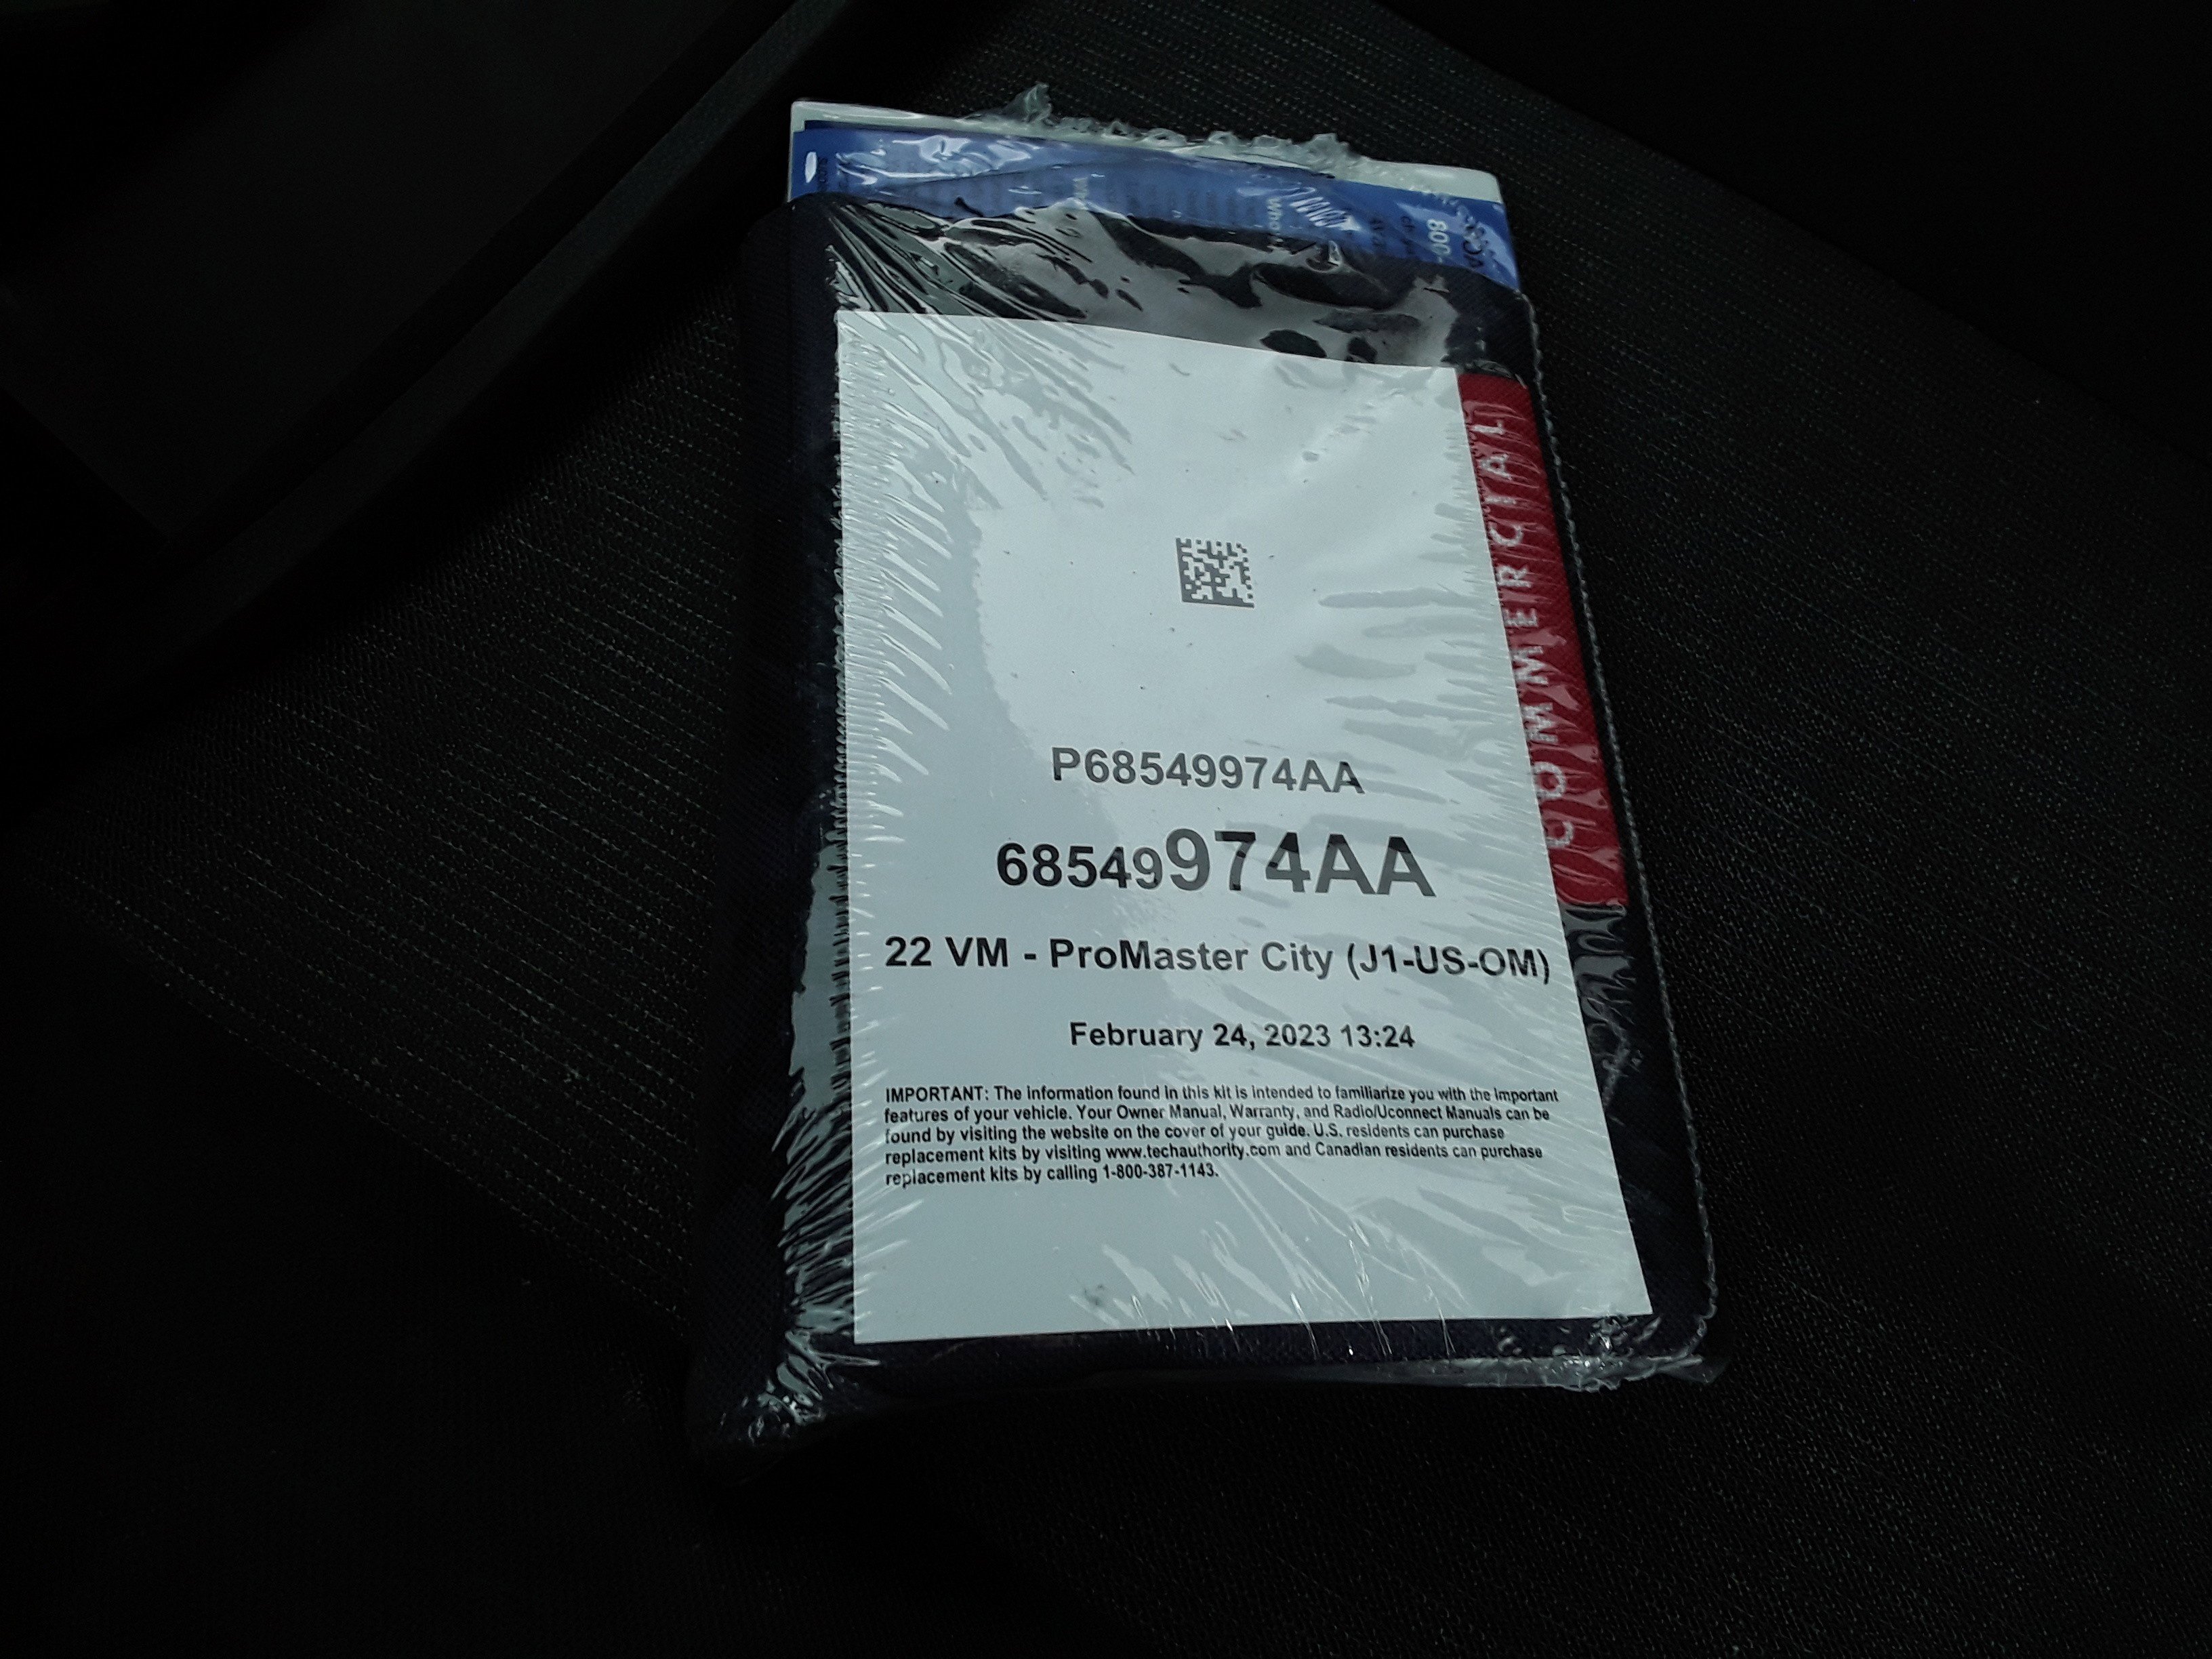 COMMERCIAL
P68549974AA
68549974AA
22 VM - ProMaster City (J1-US-OM)
February 24, 2023 13:24
IMPORTANT: The information found in this kit is intended to familiarize you with the important
features of your vehicle. Your Owner Manual, Warranty, and Radio/Uconnect Manuals can be
found by visiting the website on the cover of your guide. U.S. residents can purchase
replacement kits by visiting www.techauthority.com and Canadian residents can purchase
replacement kits by calling 1-800-387-1143.